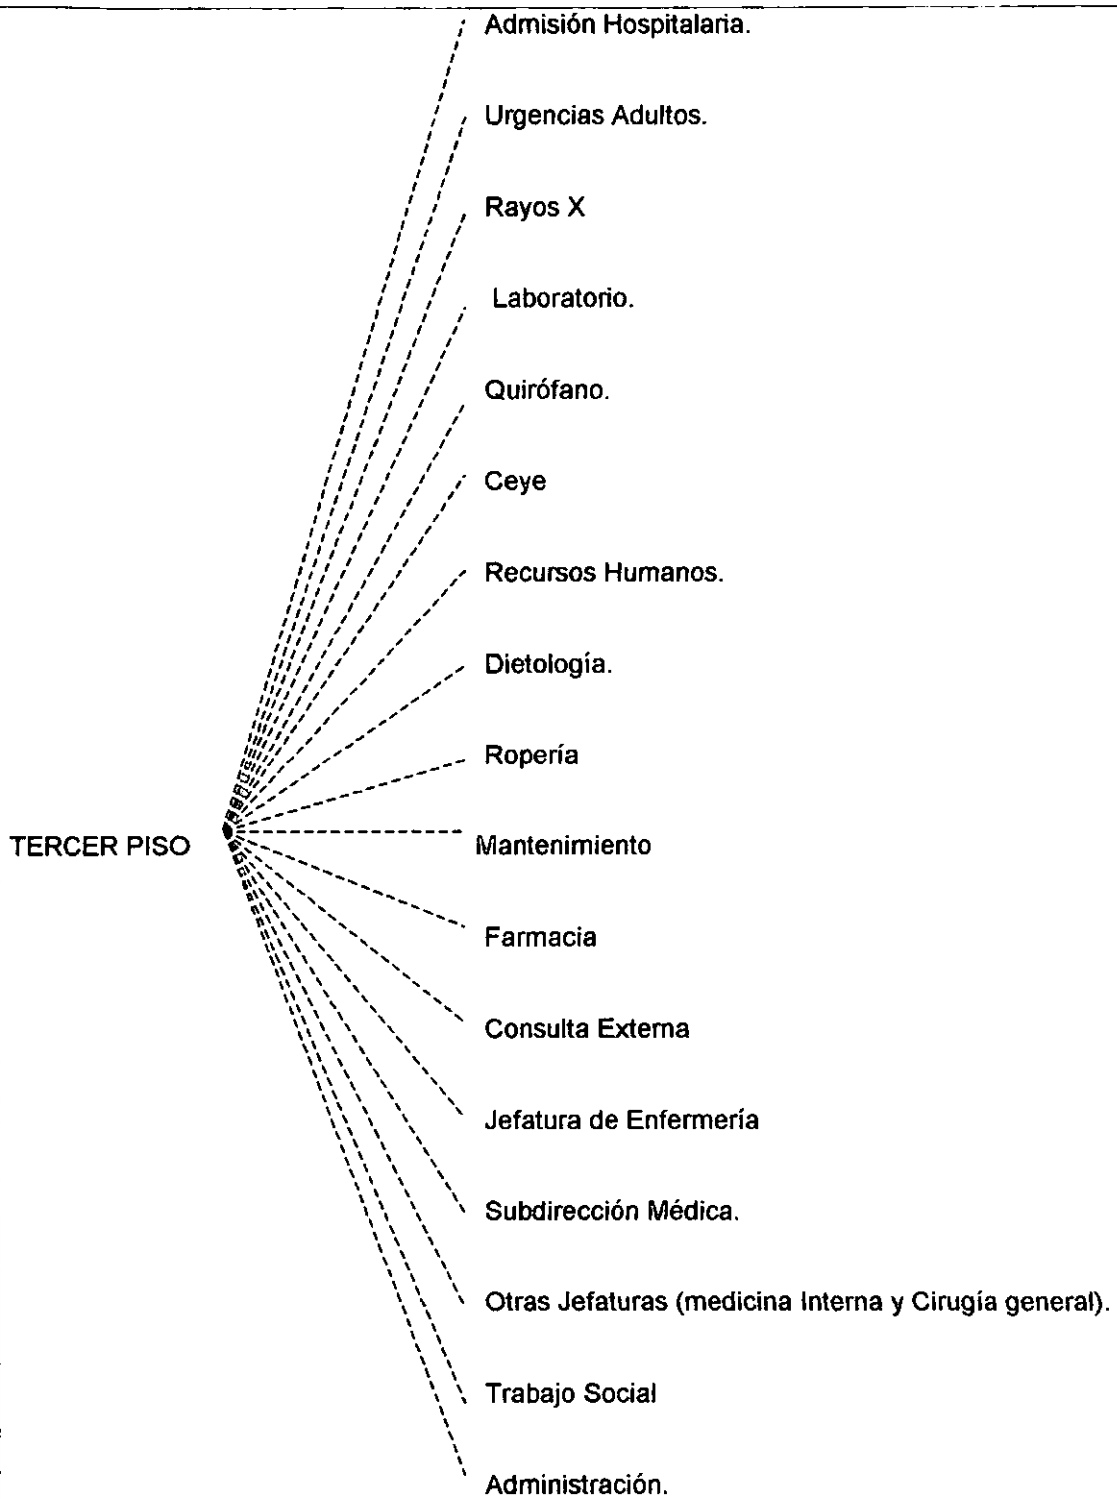 Admisión Hospitalaria.
Urgencias Adultos.
Rayos X
Laboratorio.
Quirófano.
Ceye
Recursos Humanos.
Dietología.
Ropería
TERCER PISO
Mantenimiento
Farmacia
Consulta Externa
Jefatura de Enfermería
Subdirección Médica.
Otras Jefaturas (medicina Interna y Cirugía general).
Trabajo Social
Administración.